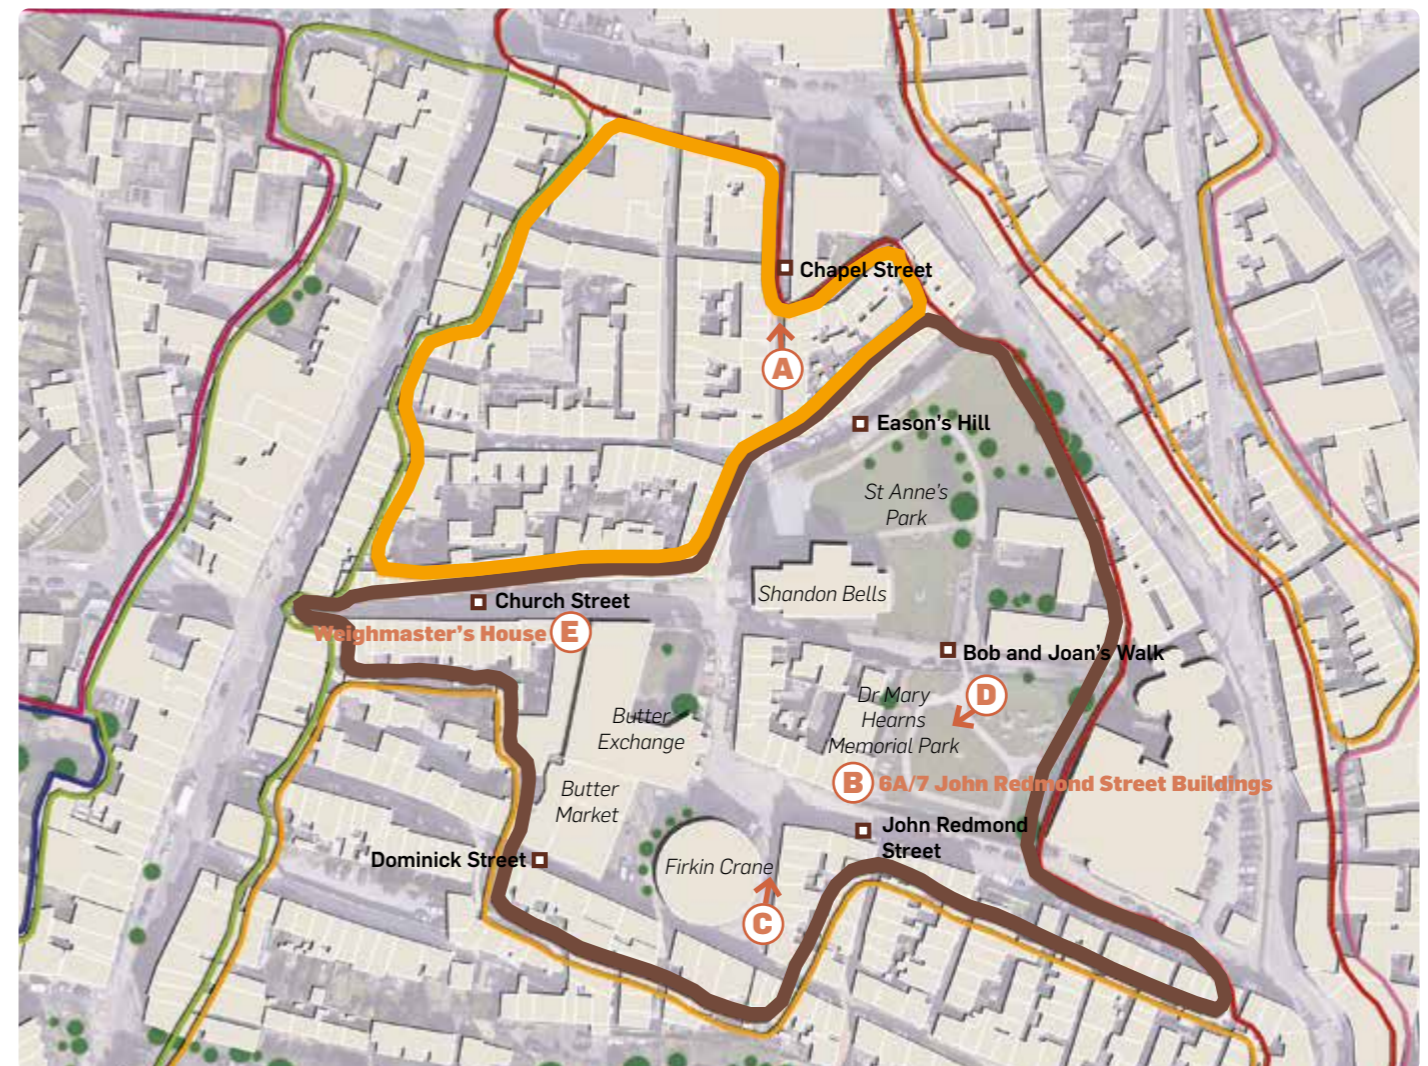 Chapel Street
A
Eason's Hill
St Anne's
Park
Shandon Bells
Church Street
Weighmaster's House E
Bob and Joan's Walk
D
Dr Mary
Hearns
Memorial Park
Butter
Exchange
B 6A/7 John Redmond Street Buildings
Butter
Market
John Redmond
Street
Dominick Street
Firkin Crane
C